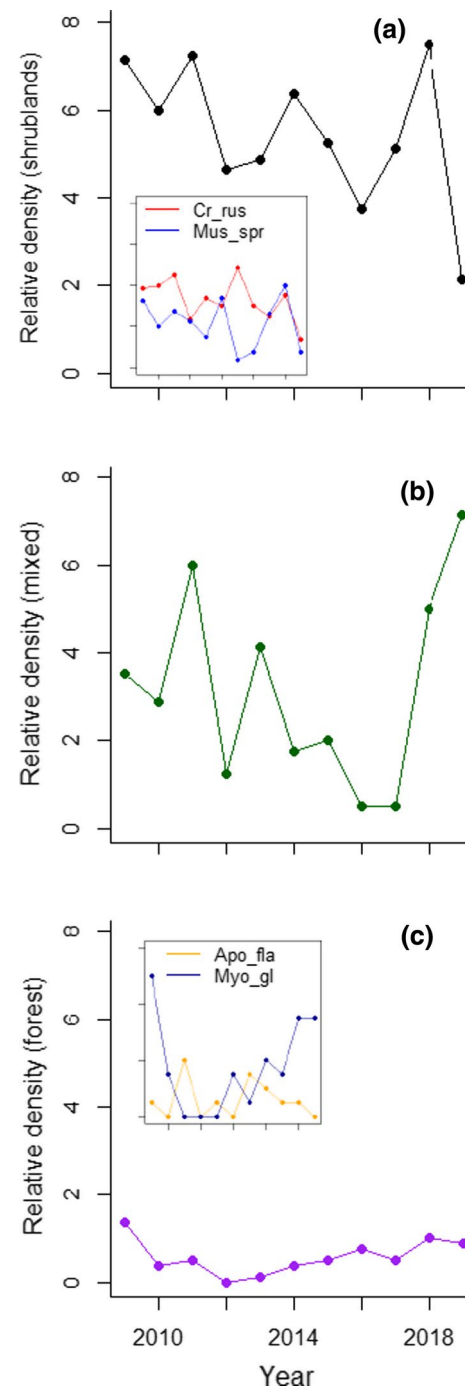 (a)
Relative density (shrublands)
8
6
4
2
0
Cr_rus
Mus_spr
(b)
Relative density (mixed)
8
6
4
2
0
(c)
Relative density (forest)
8
6
4
2
0
Apo_fla
Myo_gl
2010 2014 2018
Year